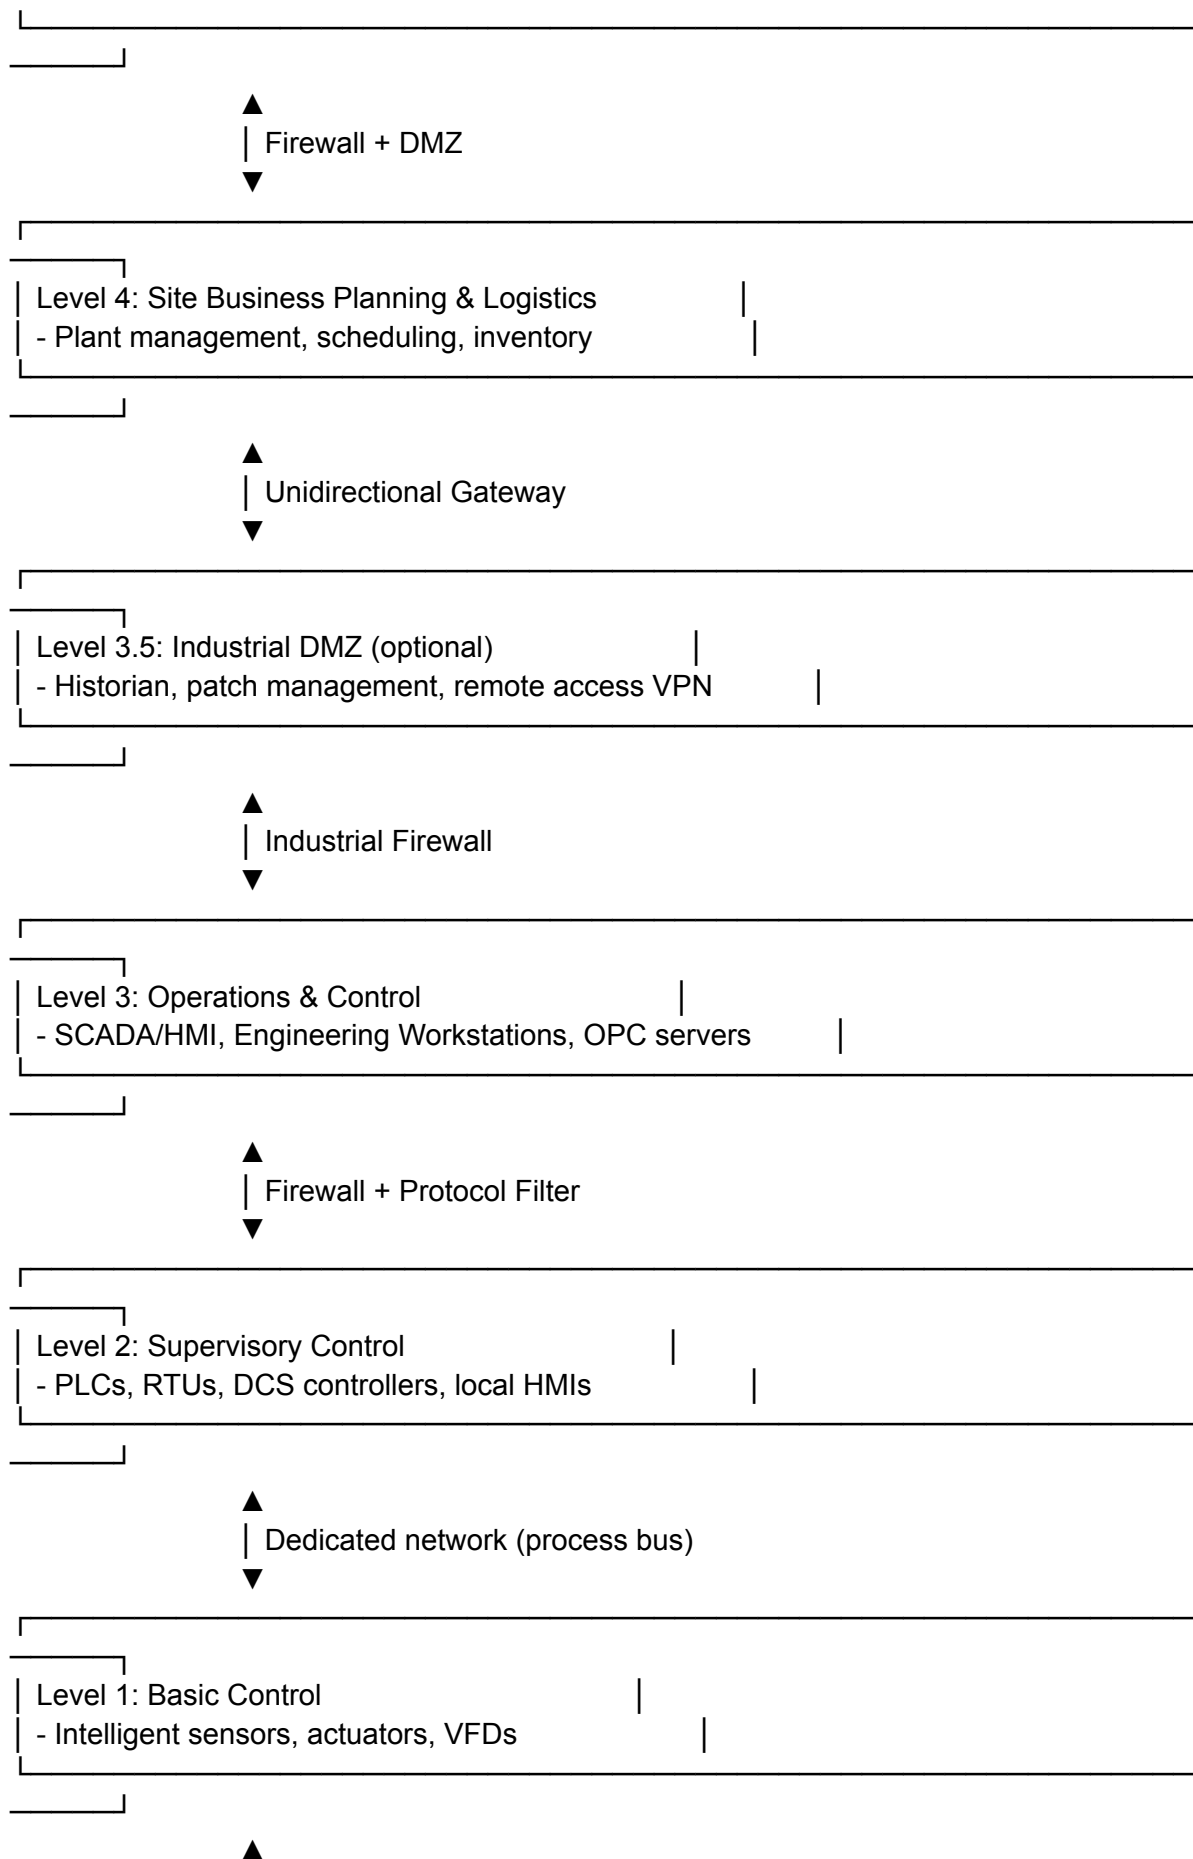 ▲
│ Firewall + DMZ
▼
│ Level 4: Site Business Planning & Logistics │
│ - Plant management, scheduling, inventory │
▲
│ Unidirectional Gateway
▼
│ Level 3.5: Industrial DMZ (optional) │
│ - Historian, patch management, remote access VPN │
▲
│ Industrial Firewall
▼
│ Level 3: Operations & Control │
│ - SCADA/HMI, Engineering Workstations, OPC servers │
▲
│ Firewall + Protocol Filter
▼
│ Level 2: Supervisory Control │
│ - PLCs, RTUs, DCS controllers, local HMIs │
▲
│ Dedicated network (process bus)
▼
│ Level 1: Basic Control │
│ - Intelligent sensors, actuators, VFDs │
▲